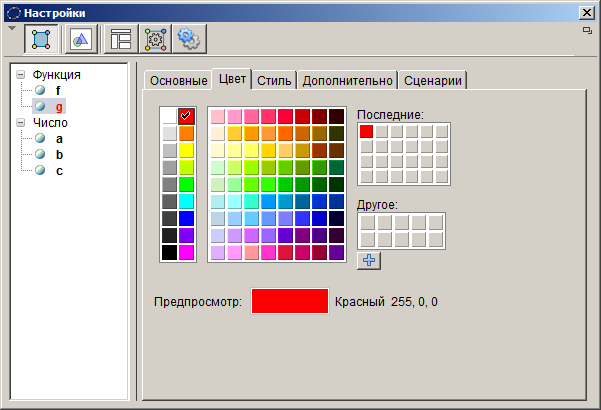 Настройки
Функция
f
g
Число
a
b
c
Основные Цвет Стиль Дополнительно Сценарии
Последние:
Другое:
Предпросмотр: Красный 255, 0, 0